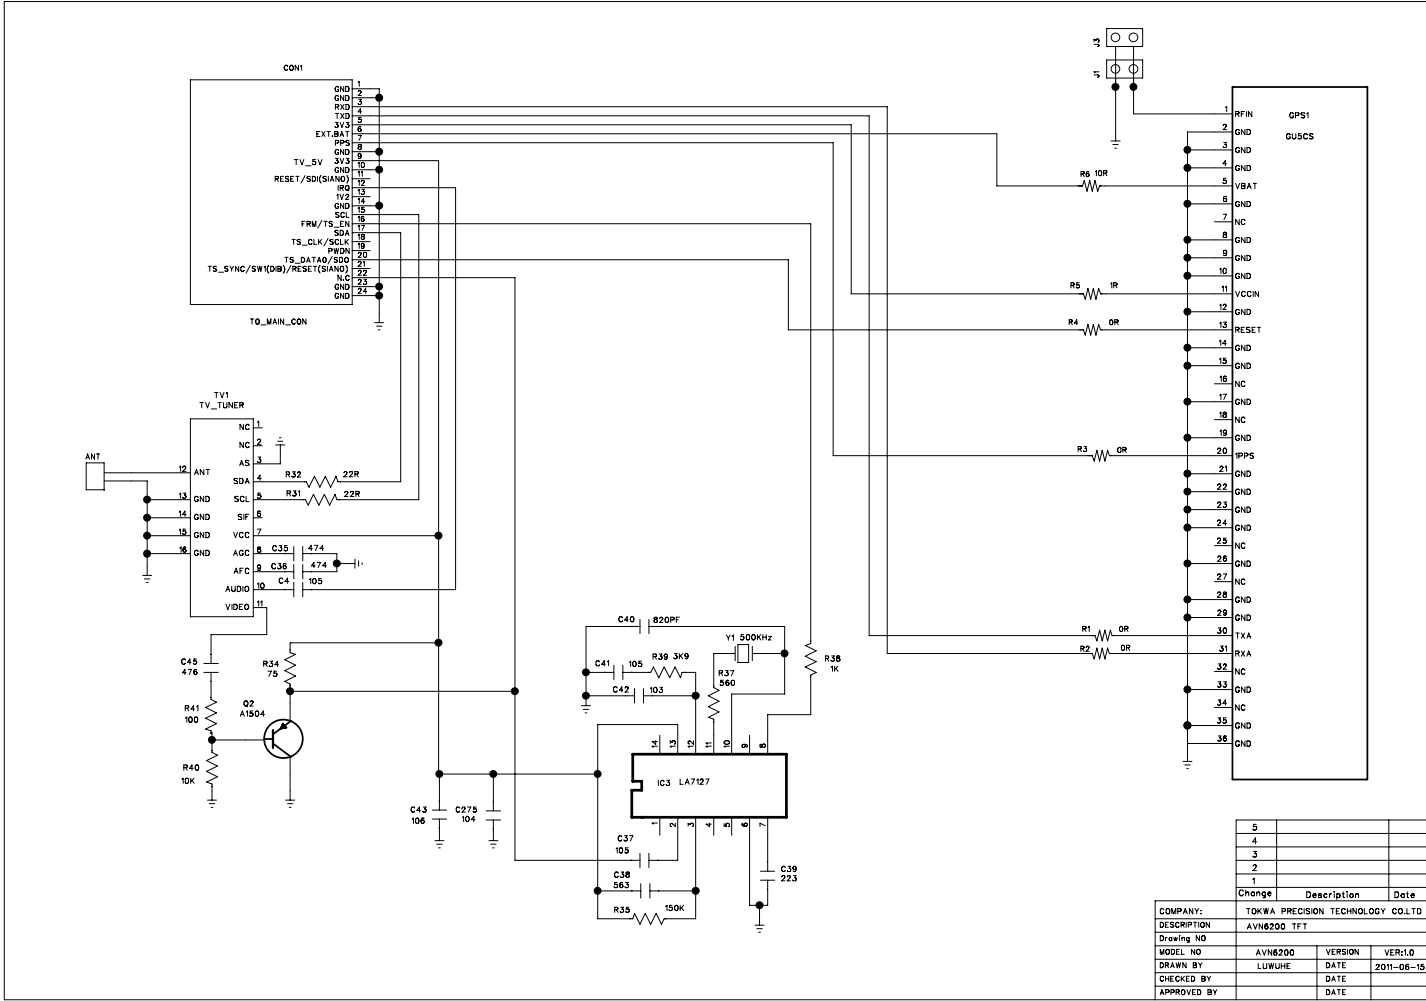 CON1
GND 1
GND 2
RXD 3
TXD 4
3V3 5
EXT.BAT 6
PPS 7
GND 8
TV_5V 3V3 9
GND 10
RESET/SDI(SIANO) 11
IRQ 12
1V2 13
GND 14
SCL 15
FRM/TS_EN 16
SDA 17
TS_CLK/SCLK 18
PWDN 19
TS_DATA0/SDO 20
TS_SYNC/SW1(DIB)/RESET(SIANO) 21
N.C 22
GND 23
GND 24
TO_MAIN_CON
J3
J1
GPS1
GU5CS
1 RFIN
2 GND
3 GND
4 GND
R6 10R
5 VBAT
6 GND
7 NC
8 GND
9 GND
10 GND
R5 1R
11 VCCIN
12 GND
R4 0R
13 RESET
14 GND
15 GND
16 NC
17 GND
18 NC
19 GND
R3 0R
20 1PPS
21 GND
22 GND
23 GND
24 GND
25 NC
26 GND
27 NC
28 GND
29 GND
R1 0R
30 TXA
R2 0R
31 RXA
32 NC
33 GND
34 NC
35 GND
36 GND
TV1
TV_TUNER
NC 1
NC 2
AS 3
SDA 4
SCL 5
SIF 6
VCC 7
AGC 8
AFC 9
AUDIO 10
VIDEO 11
ANT
12 ANT
13 GND
14 GND
15 GND
16 GND
R32 22R
R31 22R
C35 474
C36 474
C4 105
C45
476
R34
75
R41
100
Q2
A1504
R40
10K
C43
106
C275
104
C40 820PF
C41 105 R39 3K9
C42 103
Y1 500KHz
R37
560
R38
1K
14 13 12 11 10 9 8
IC3 LA7127
1 2 3 4 5 6 7
C37
105
C38
563
R35 150K
C39
223
5
4
3
2
1
Change Description Date
COMPANY: TOKWA PRECISION TECHNOLOGY CO.LTD
DESCRIPTION AVN6200 TFT
Drawing NO
MODEL NO AVN6200 VERSION VER:1.0
DRAWN BY LUWUHE DATE 2011-06-15
CHECKED BY DATE
APPROVED BY DATE